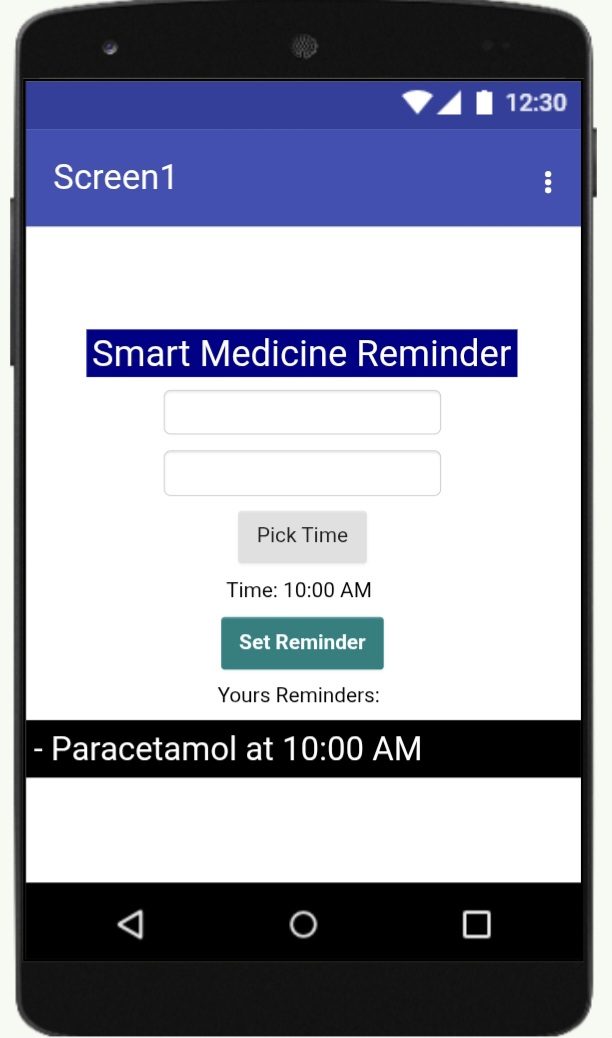 12:30
Screen1
Smart Medicine Reminder
Pick Time
Time: 10:00 AM
Set Reminder
Yours Reminders:
- Paracetamol at 10:00 AM